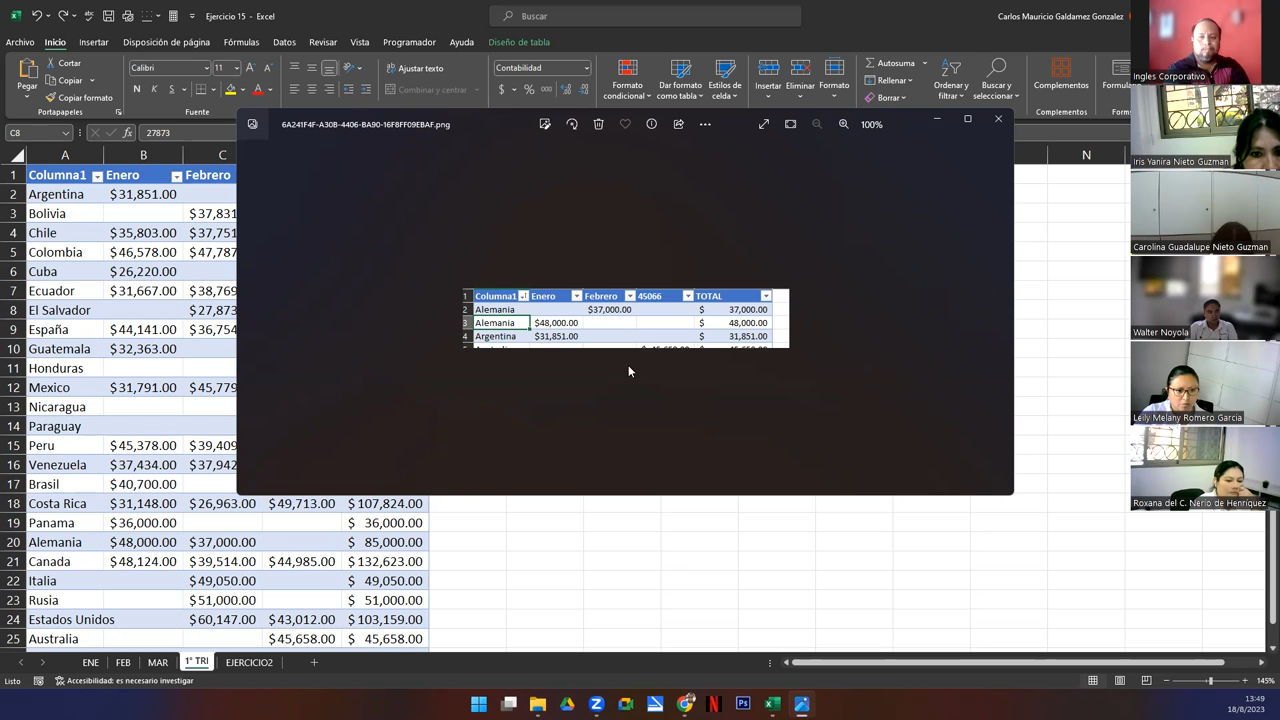 Ejercicio 15 - Excel
Buscar
Carlos Mauricio Galdamez Gonzalez
Archivo Inicio Insertar Disposición de página Fórmulas Datos Revisar Vista Programador Ayuda Diseño de tabla
Pegar
Cortar
Copiar
Copiar formato
Portapapeles
Calibri 11
N K S
Fuente
Ajustar texto
Combinar y centrar
Contabilidad
$ % 000
Formato condicional
Dar formato como tabla
Estilos de celda
Insertar Eliminar Formato
Autosuma
Rellenar
Borrar
Ordenar y filtrar
Buscar y seleccionar
Complementos
Complementos
C8 fx 27873
A B C N
1 Columna1 Enero Febrero
2 Argentina $31,851.00
3 Bolivia $37,831
4 Chile $35,803.00 $37,751
5 Colombia $46,578.00 $47,787
6 Cuba $26,220.00
7 Ecuador $31,667.00 $38,769
8 El Salvador $27,873
9 España $44,141.00 $36,754
10 Guatemala $32,363.00
11 Honduras
12 Mexico $31,791.00 $45,779
13 Nicaragua
14 Paraguay
15 Peru $45,378.00 $39,409
16 Venezuela $37,434.00 $37,942
17 Brasil $40,700.00
18 Costa Rica $31,148.00 $26,963.00 $49,713.00 $107,824.00
19 Panama $36,000.00 $ 36,000.00
20 Alemania $48,000.00 $37,000.00 $ 85,000.00
21 Canada $48,124.00 $39,514.00 $44,985.00 $132,623.00
22 Italia $49,050.00 $ 49,050.00
23 Rusia $51,000.00 $ 51,000.00
24 Estados Unidos $60,147.00 $43,012.00 $103,159.00
25 Australia $45,658.00 $ 45,658.00
6A241F4F-A30B-4406-BA90-16F8FF09EBAF.png
100%
1 Columna1 Enero Febrero 45066 TOTAL
2 Alemania $37,000.00 $ 37,000.00
3 Alemania $48,000.00 $ 48,000.00
4 Argentina $31,851.00 $ 31,851.00
Ingles Corporativo
Iris Yanira Nieto Guzman
Carolina Guadalupe Nieto Guzman
Walter Noyola
Leily Melany Romero Garcia
Roxana del C. Nerio de Henríquez
ENE FEB MAR 1° TRI EJERCICIO2
Listo Accesibilidad: es necesario investigar
145%
13:49
18/8/2023